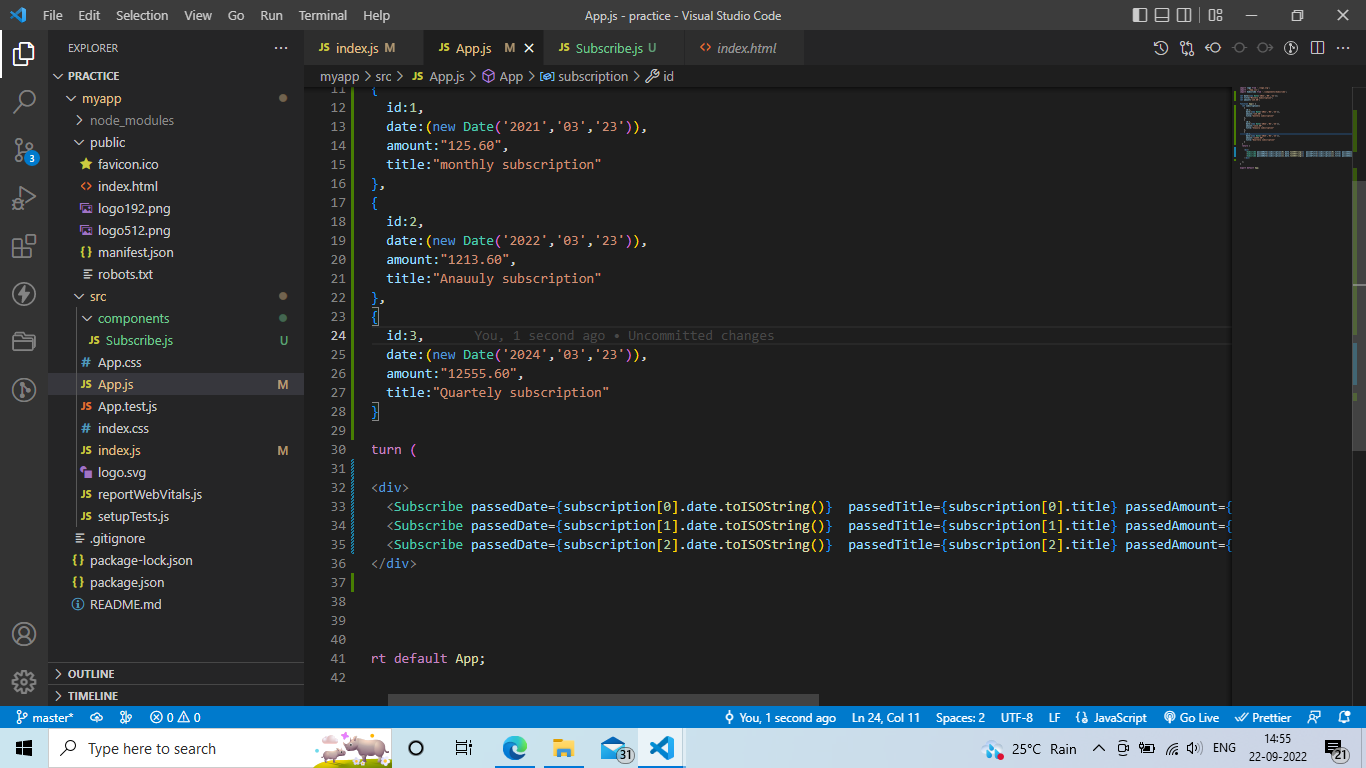 File Edit Selection View Go Run Terminal Help
App.js - practice - Visual Studio Code
EXPLORER
PRACTICE
myapp
node_modules
public
favicon.ico
index.html
logo192.png
logo512.png
manifest.json
robots.txt
src
components
Subscribe.js U
App.css
App.js M
App.test.js
index.css
index.js M
logo.svg
reportWebVitals.js
setupTests.js
.gitignore
package-lock.json
package.json
README.md
OUTLINE
TIMELINE
3
JS index.js M
JS App.js M
JS Subscribe.js U
index.html
myapp > src > JS App.js > App > subscription > id
11 {
12 id:1,
13 date:(new Date('2021','03','23')),
14 amount:"125.60",
15 title:"monthly subscription"
16 },
17 {
18 id:2,
19 date:(new Date('2022','03','23')),
20 amount:"1213.60",
21 title:"Anauuly subscription"
22 },
23 {
24 id:3, You, 1 second ago • Uncommitted changes
25 date:(new Date('2024','03','23')),
26 amount:"12555.60",
27 title:"Quartely subscription"
28 }
29
30 turn (
31
32 <div>
33 <Subscribe passedDate={subscription[0].date.toISOString()} passedTitle={subscription[0].title} passedAmount={
34 <Subscribe passedDate={subscription[1].date.toISOString()} passedTitle={subscription[1].title} passedAmount={
35 <Subscribe passedDate={subscription[2].date.toISOString()} passedTitle={subscription[2].title} passedAmount={
36 </div>
37
38
39
40
41 rt default App;
42
master* 0 0 You, 1 second ago Ln 24, Col 11 Spaces: 2 UTF-8 LF {} JavaScript Go Live Prettier
Type here to search
31
25°C Rain
ENG
14:55
22-09-2022
21